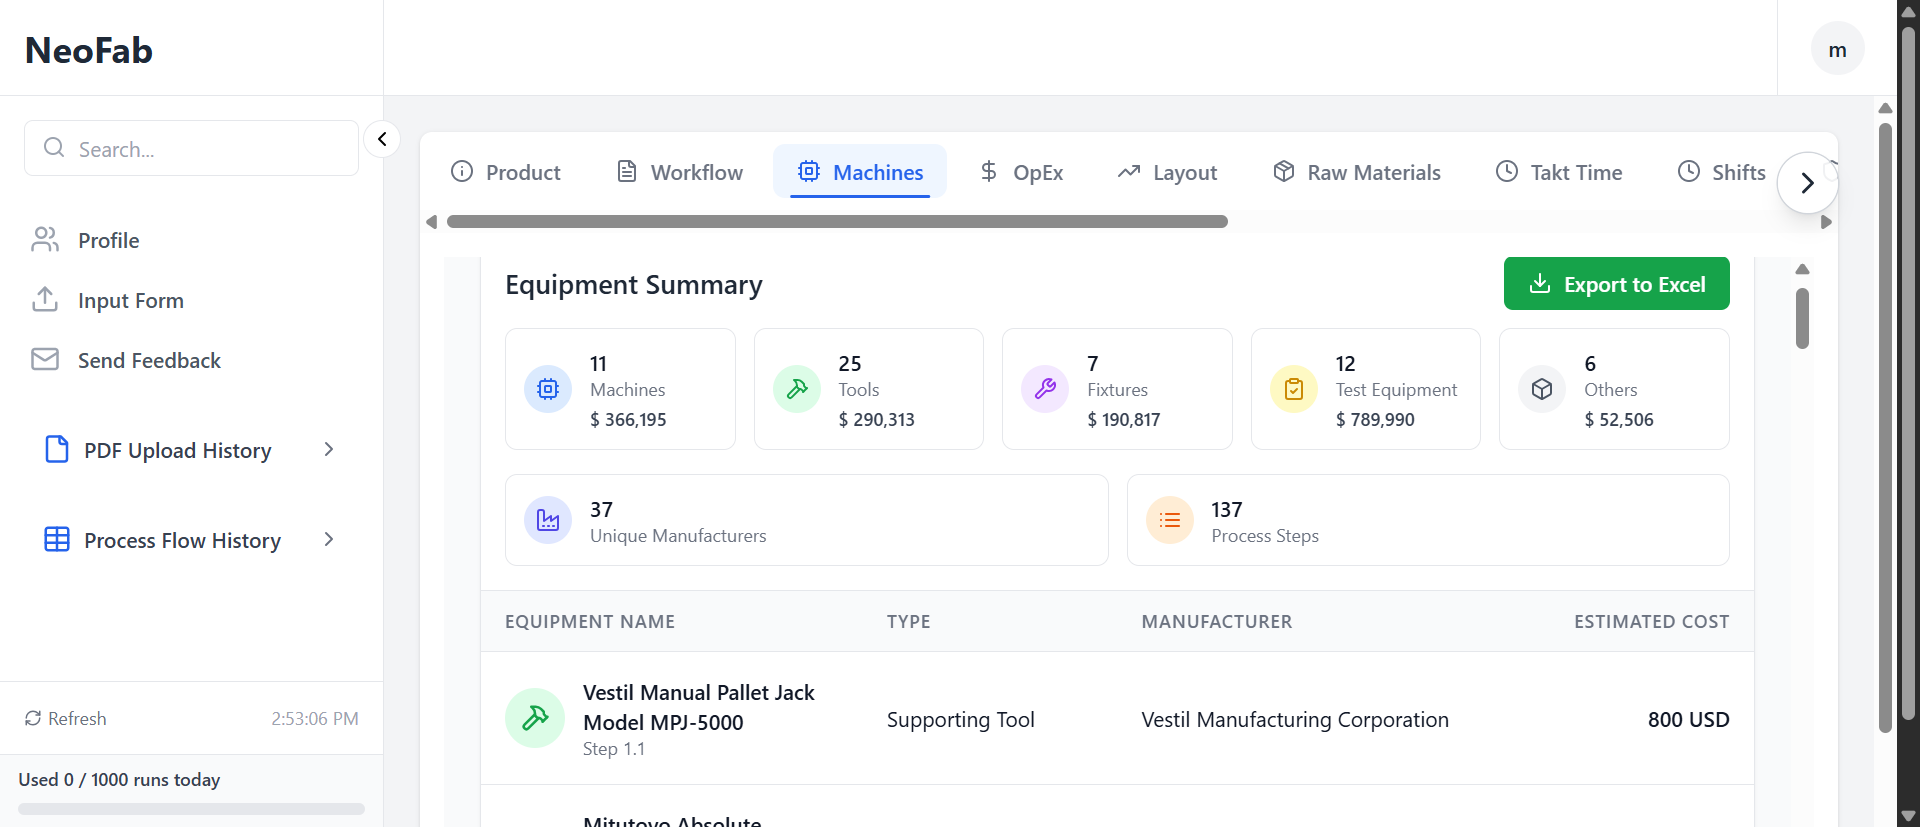 NeoFab
m
Search...
Profile
Input Form
Send Feedback
PDF Upload History
Process Flow History
Refresh
2:53:06 PM
Used 0 / 1000 runs today
Product
Workflow
Machines
OpEx
Layout
Raw Materials
Takt Time
Shifts
Equipment Summary
Export to Excel
11
Machines
$ 366,195
25
Tools
$ 290,313
7
Fixtures
$ 190,817
12
Test Equipment
$ 789,990
6
Others
$ 52,506
37
Unique Manufacturers
137
Process Steps
EQUIPMENT NAME
TYPE
MANUFACTURER
ESTIMATED COST
Vestil Manual Pallet Jack
Model MPJ-5000
Step 1.1
Supporting Tool
Vestil Manufacturing Corporation
800 USD
Mitutoyo Absolute